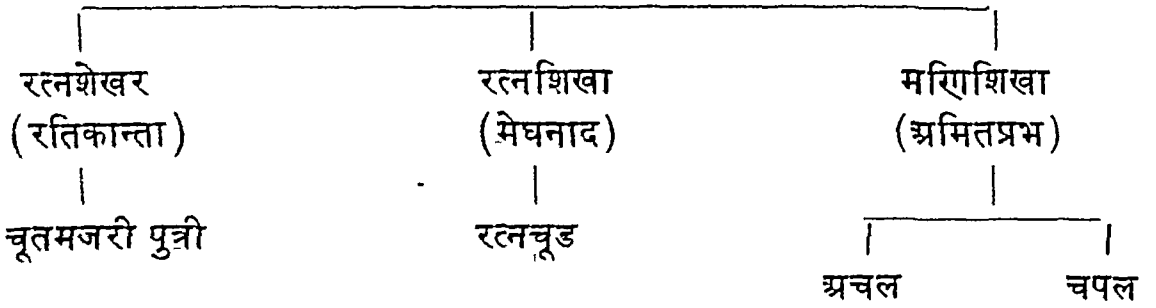 रत्नशेखर रत्नशिखा मणिशिखा
(रतिकान्ता) (मेघनाद) (अमितप्रभ)
चूतमजरी पुत्री रत्नचूड
अचल चपल